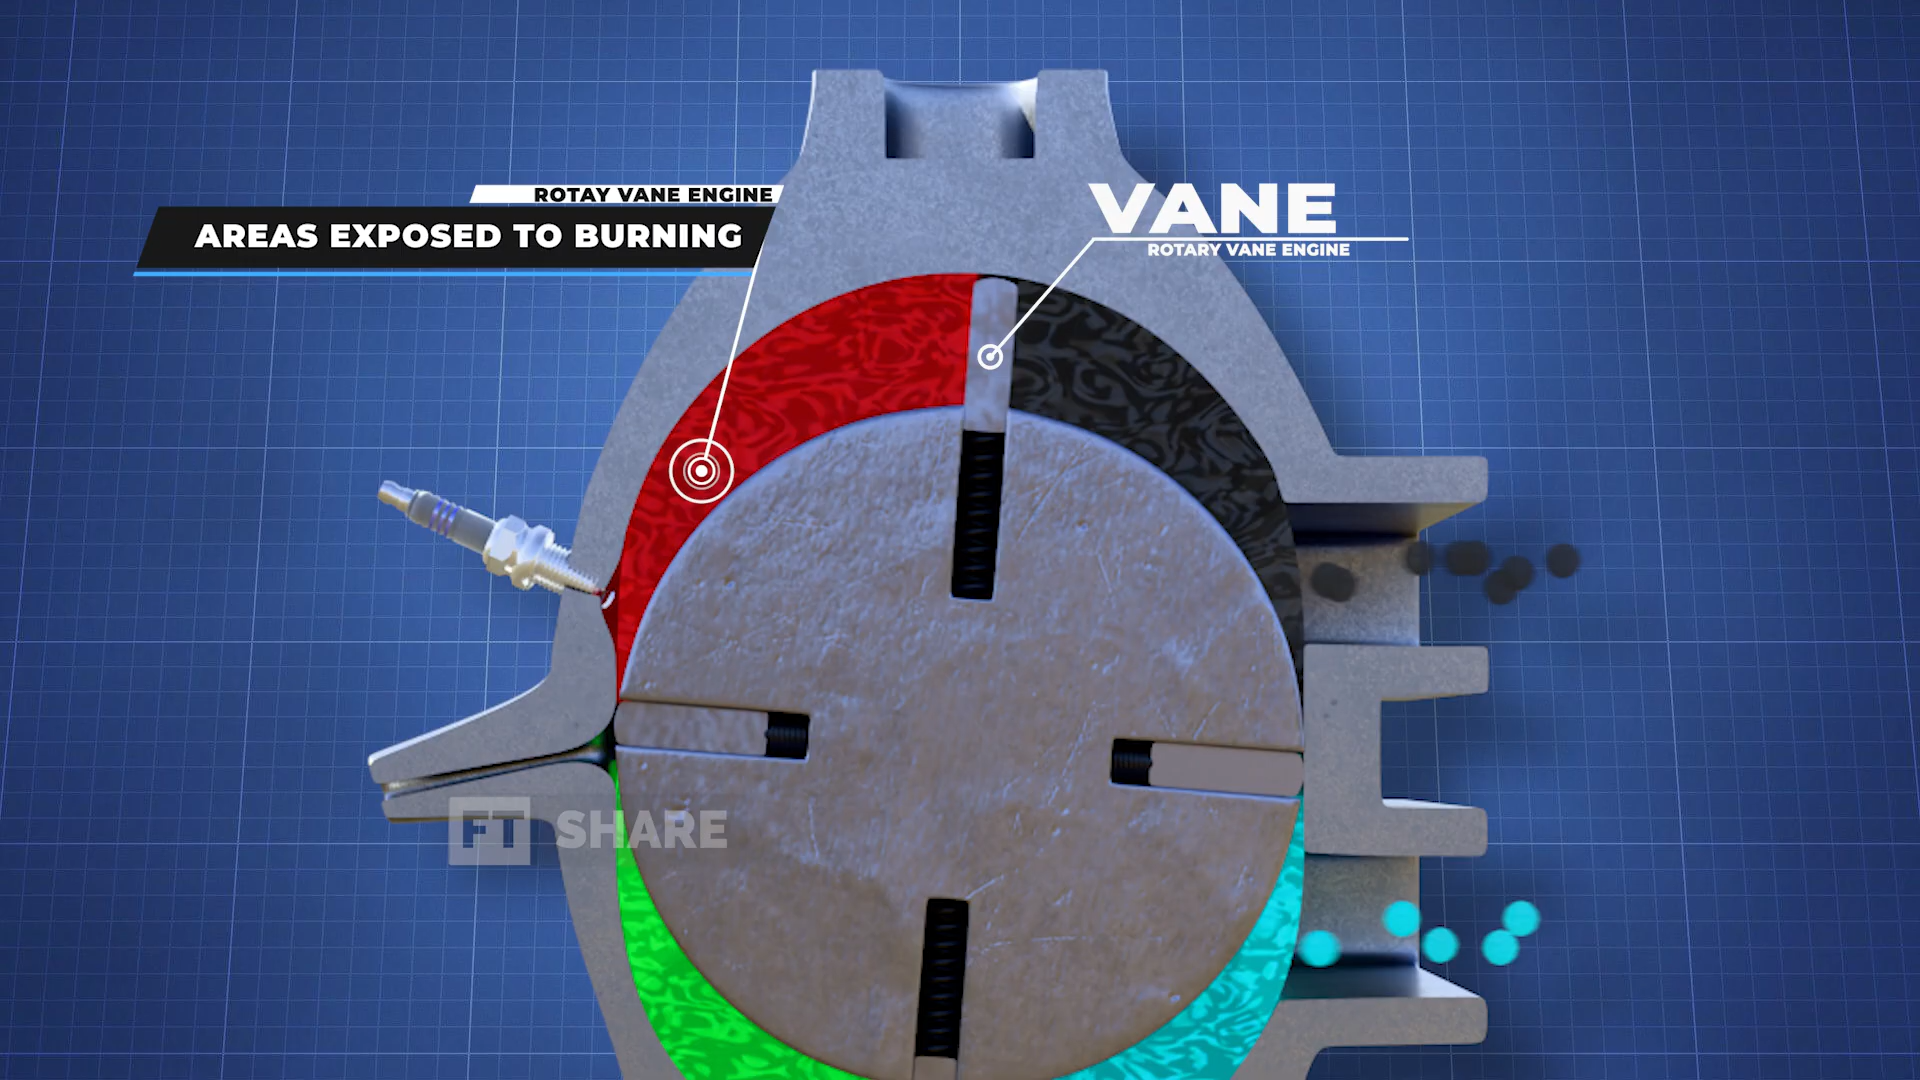 ROTAY VANE ENGINE
AREAS EXPOSED TO BURNING
VANE
ROTARY VANE ENGINE
FT SHARE